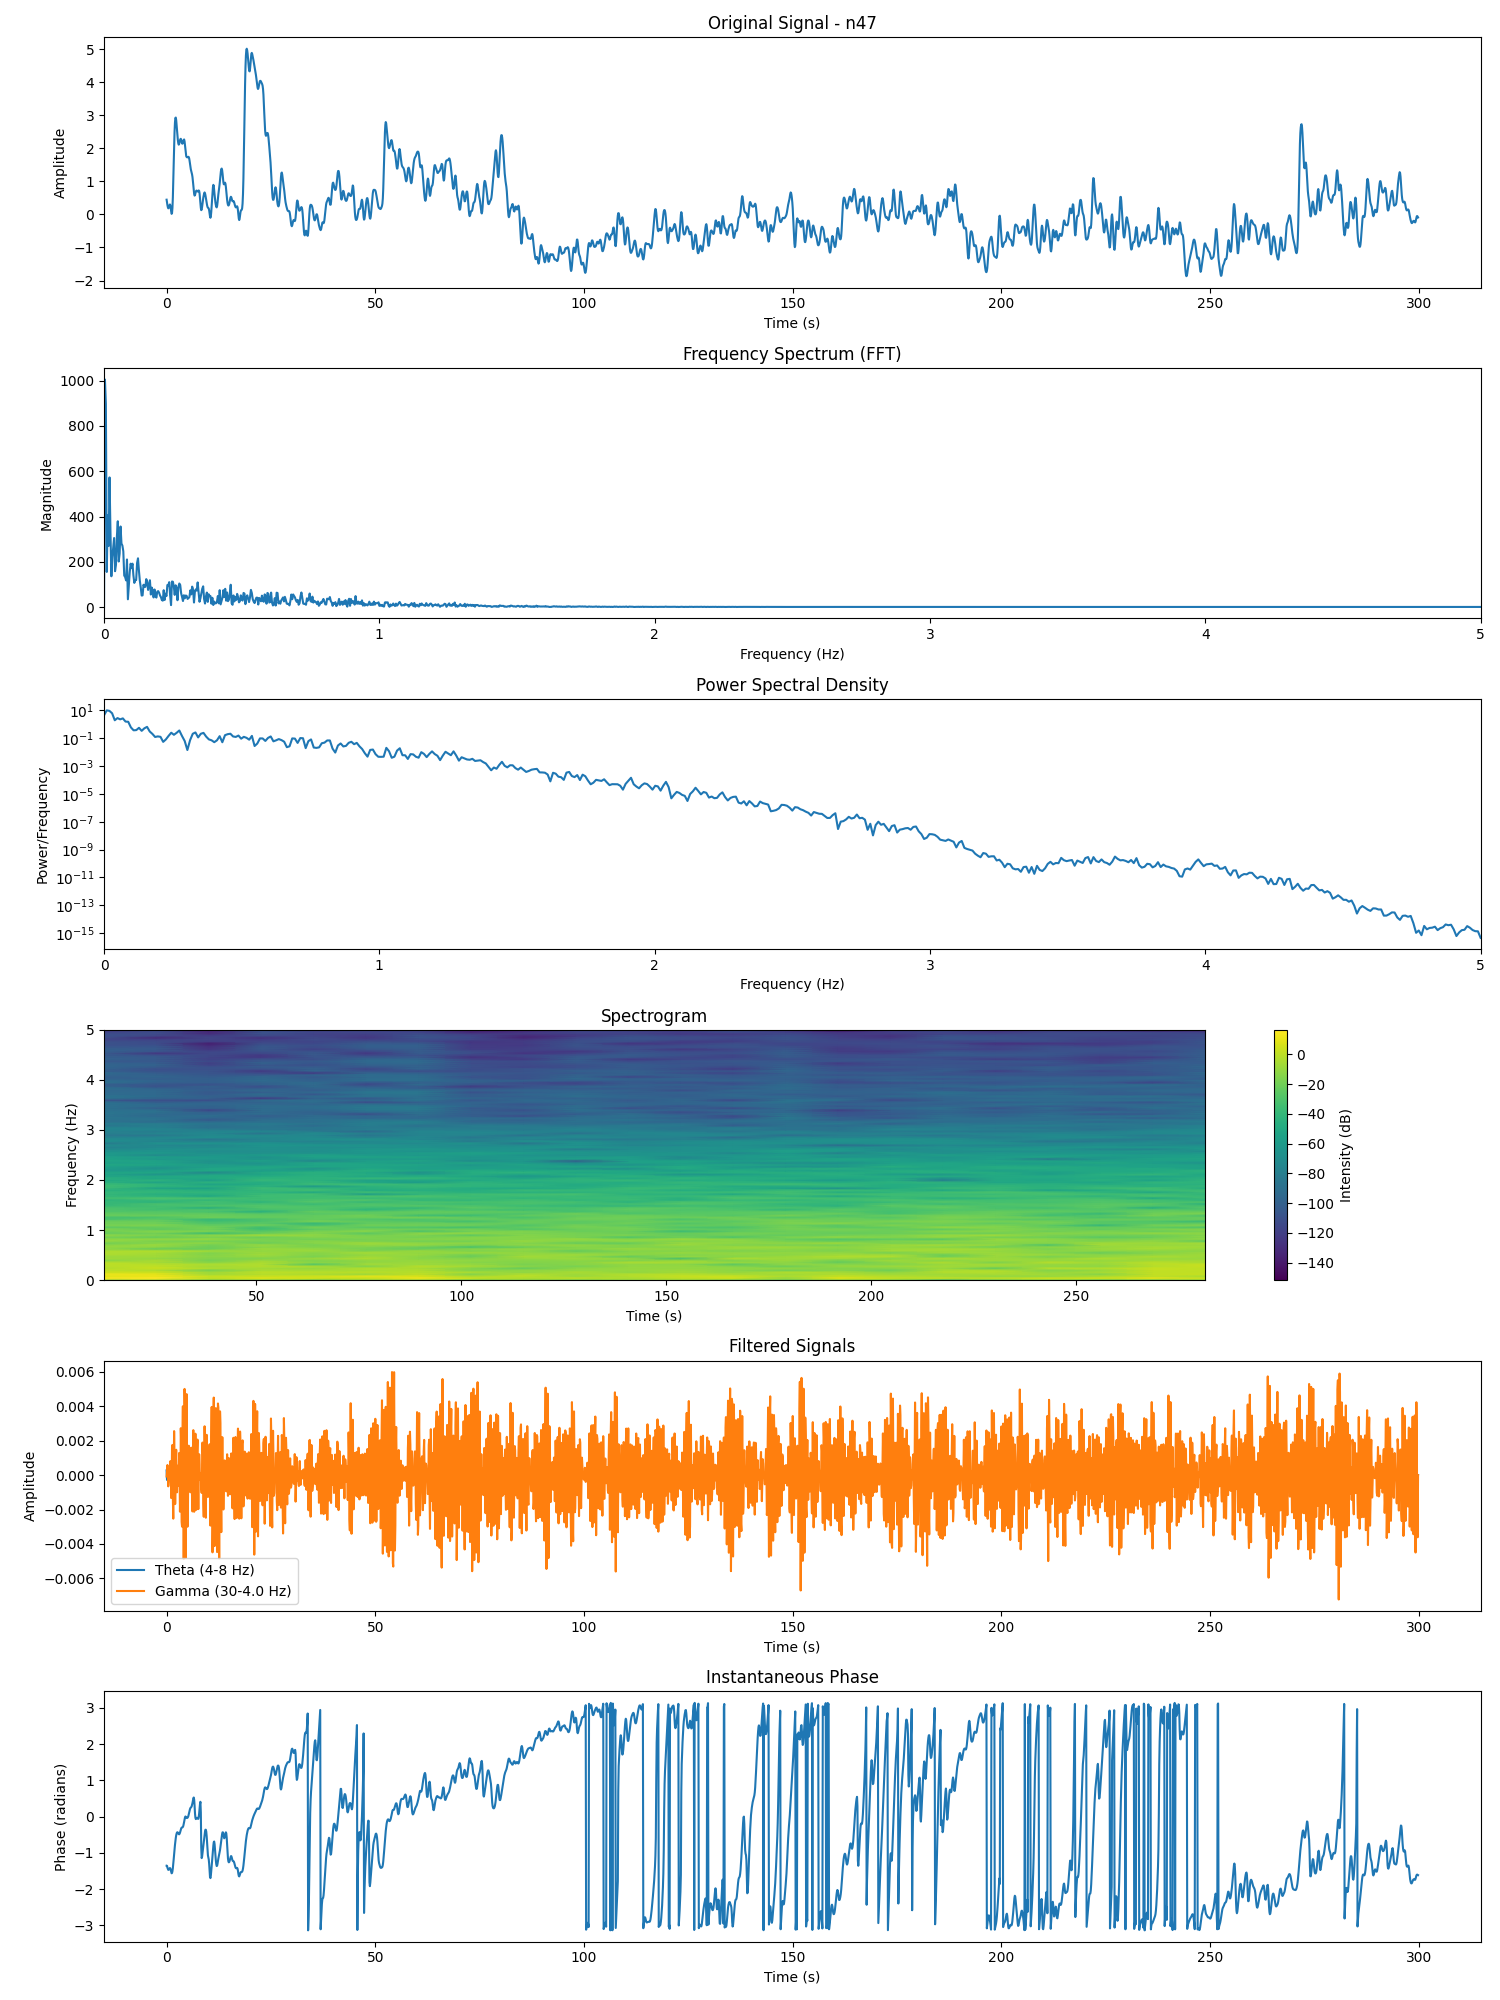 Original Signal - n47
5
4
3
2
1
0
−1
−2
Amplitude
0 50 100 150 200 250 300
Time (s)
Frequency Spectrum (FFT)
1000
800
600
400
200
0
Magnitude
0 1 2 3 4 5
Frequency (Hz)
Power Spectral Density
10¹
10⁻¹
10⁻³
10⁻⁵
10⁻⁷
10⁻⁹
10⁻¹¹
10⁻¹³
10⁻¹⁵
Power/Frequency
0 1 2 3 4 5
Frequency (Hz)
Spectrogram
5
4
3
2
1
0
Frequency (Hz)
50 100 150 200 250
Time (s)
0
−20
−40
−60
−80
−100
−120
−140
Intensity (dB)
Filtered Signals
0.006
0.004
0.002
0.000
−0.002
−0.004
−0.006
Amplitude
Theta (4-8 Hz)
Gamma (30-4.0 Hz)
0 50 100 150 200 250 300
Time (s)
Instantaneous Phase
3
2
1
0
−1
−2
−3
Phase (radians)
0 50 100 150 200 250 300
Time (s)